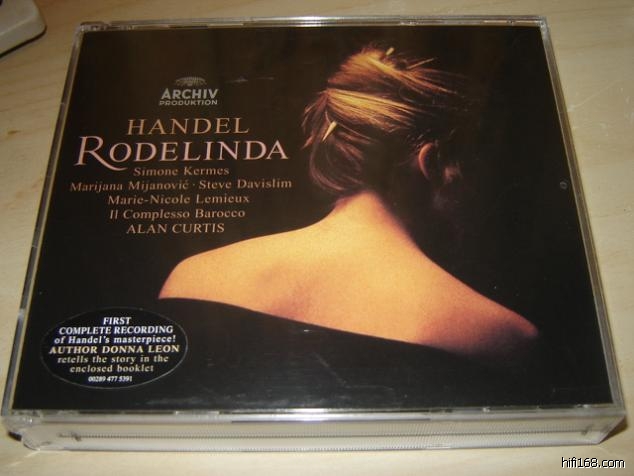 ARCHIV
PRODUKTION
HANDEL
RODELINDA
Simone Kermes
Marijana Mijanović · Steve Davislim
Marie-Nicole Lemieux
Il Complesso Barocco
ALAN CURTIS
FIRST
COMPLETE RECORDING
of Handel's masterpiece!
AUTHOR DONNA LEON
retells the story in the
enclosed booklet
00289 477 5391
hifi168.com